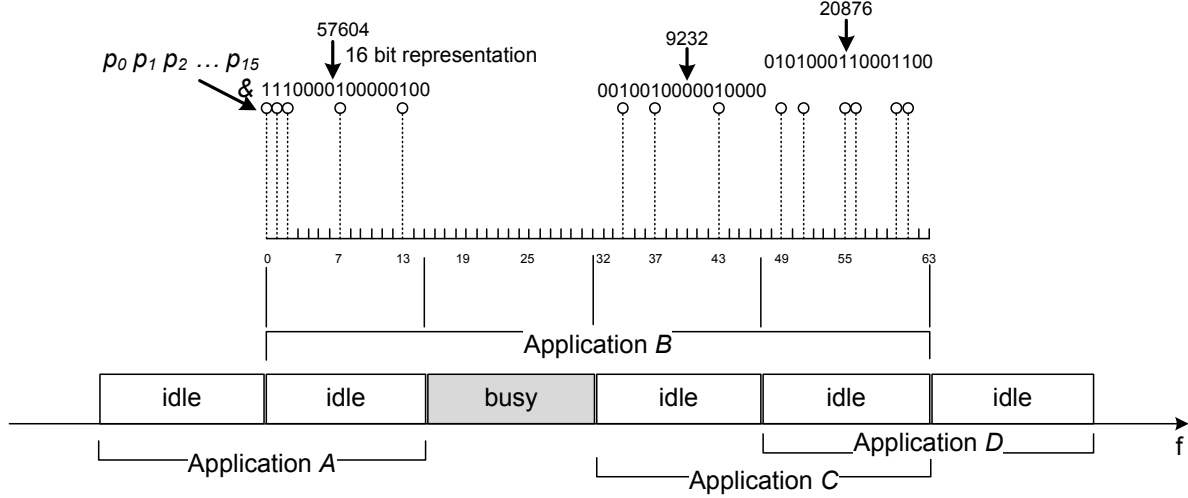 20876
57604
9232
p0 p1 p2 … p15
16 bit representation
0101000110001100
& 1110000100000100
0010010000010000
0 7 13 19 25 32 37 43 49 55 63
Application B
idle idle busy idle idle idle
f
Application D
Application A
Application C